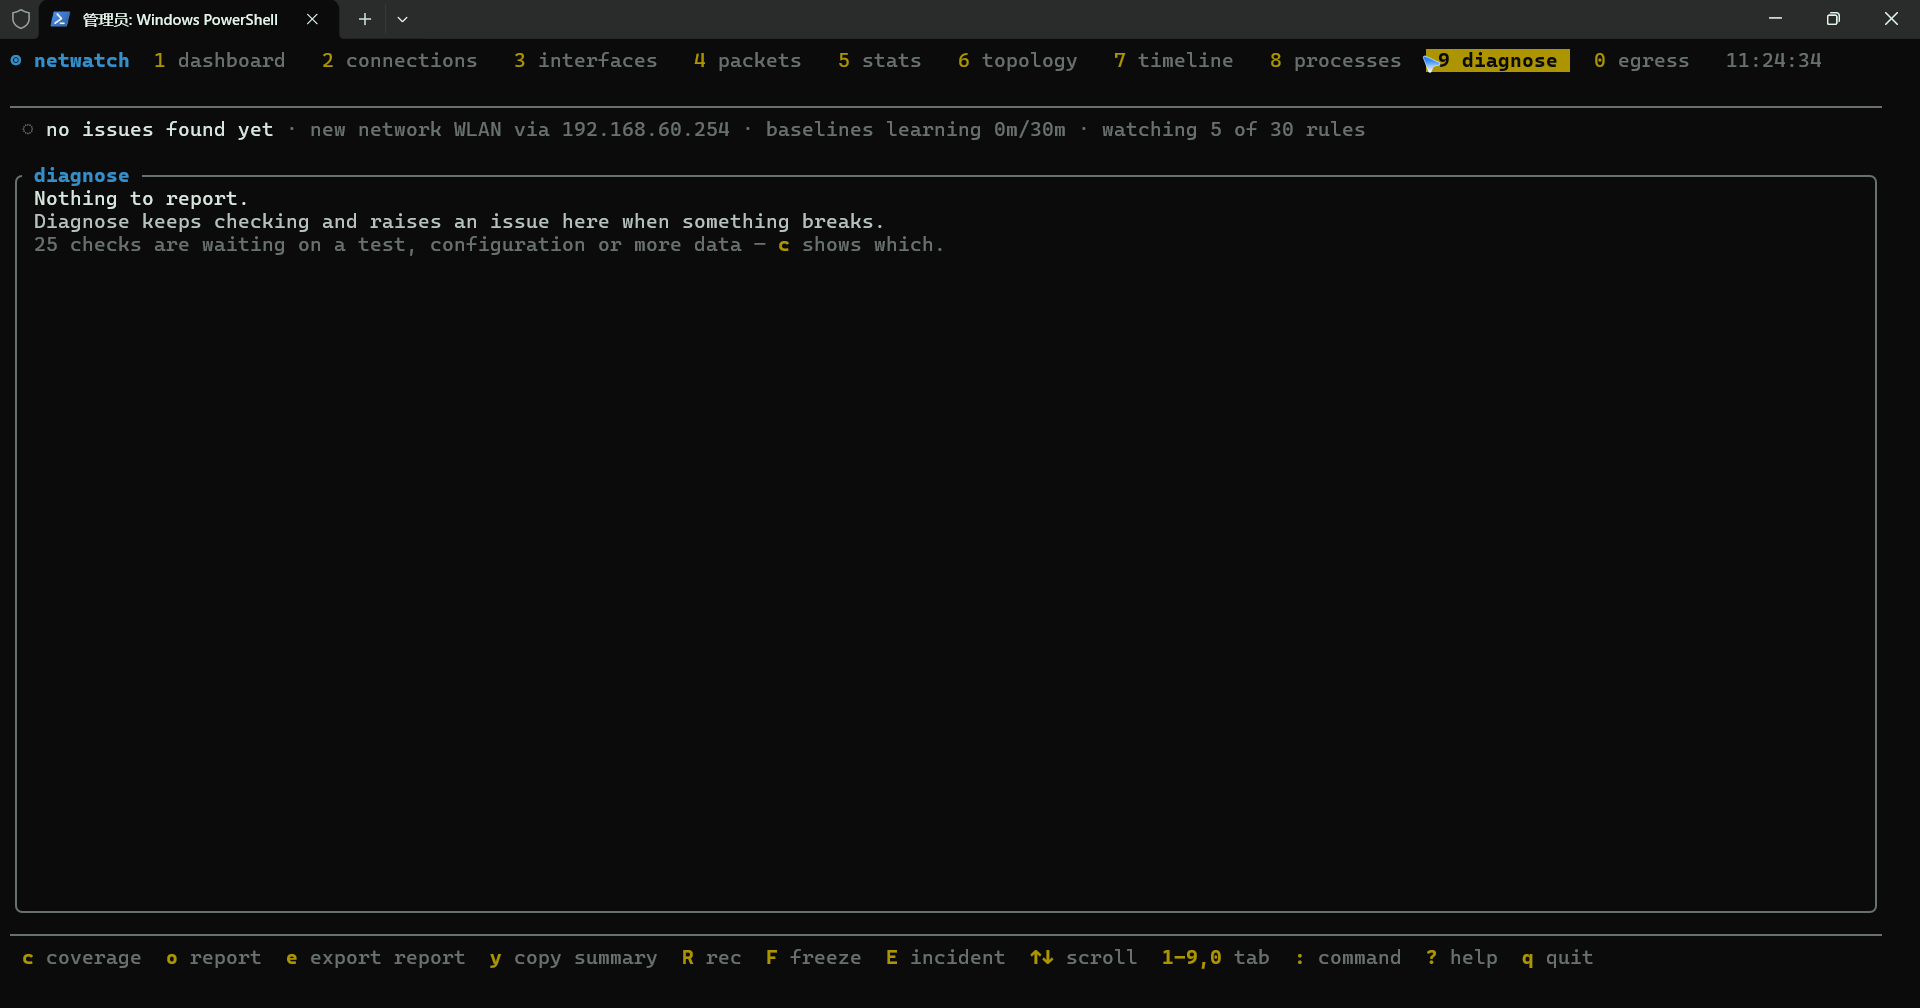 管理员: Windows PowerShell
netwatch 1 dashboard 2 connections 3 interfaces 4 packets 5 stats 6 topology 7 timeline 8 processes 9 diagnose 0 egress 11:24:34
no issues found yet · new network WLAN via 192.168.60.254 · baselines learning 0m/30m · watching 5 of 30 rules
diagnose
Nothing to report.
Diagnose keeps checking and raises an issue here when something breaks.
25 checks are waiting on a test, configuration or more data — c shows which.
c coverage o report e export report y copy summary R rec F freeze E incident ↑↓ scroll 1—9,0 tab : command ? help q quit